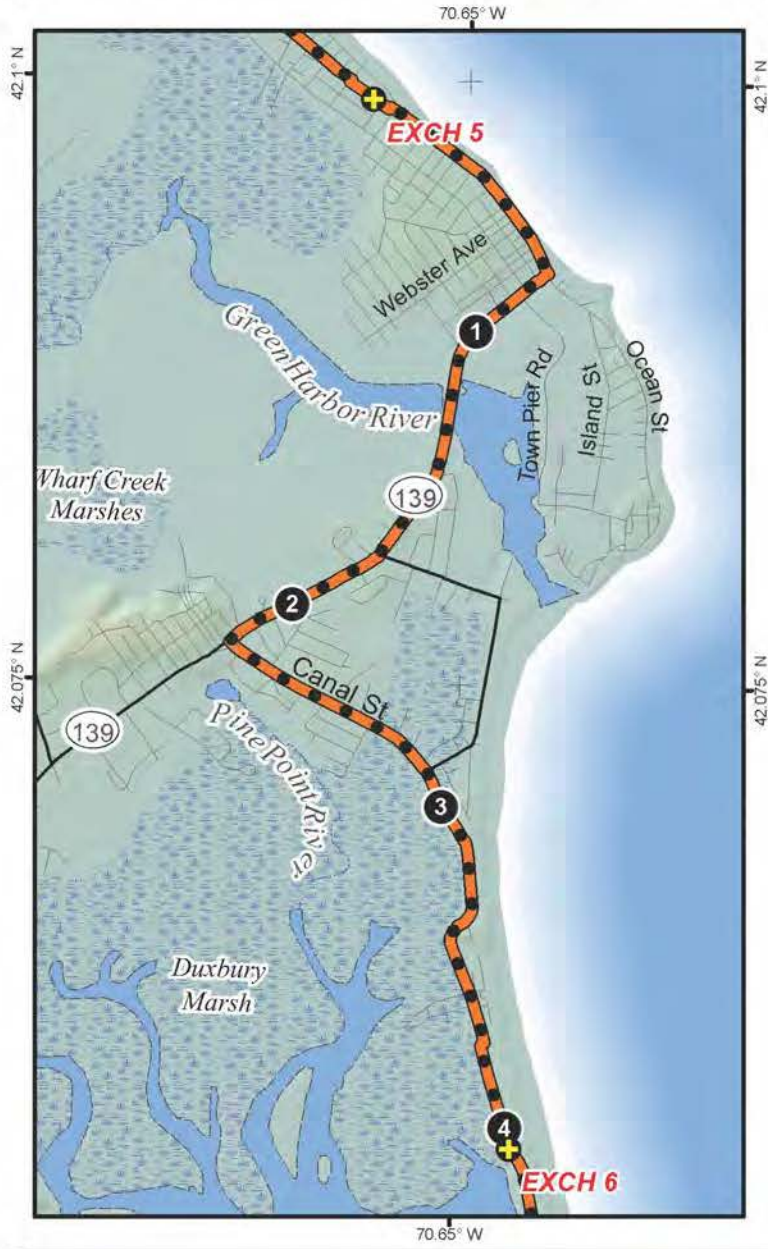 70.65° W
42.1° N
42.1° N
EXCH 5
Webster Ave
1
Green Harbor River
Town Pier Rd
Island St
Ocean St
Wharf Creek
Marshes
139
2
Canal St
42.075° N
42.075° N
139
Pine Point River
3
Duxbury
Marsh
4
EXCH 6
70.65° W